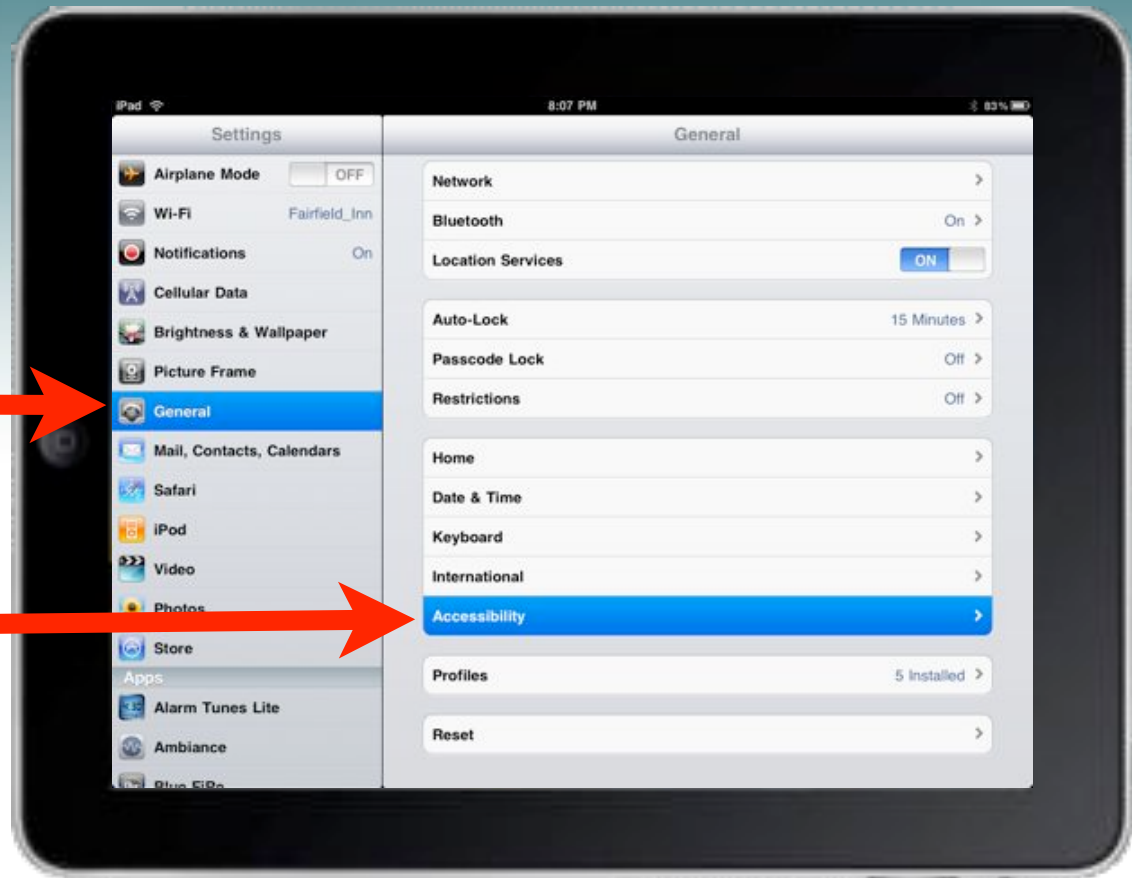 iPad 8:07 PM 83%
Settings
Airplane Mode OFF
Wi-Fi Fairfield_Inn
Notifications On
Cellular Data
Brightness & Wallpaper
Picture Frame
General
Mail, Contacts, Calendars
Safari
iPod
Video
Photos
Store
Apps
Alarm Tunes Lite
Ambiance
Blue FiRe
General
Network
Bluetooth On
Location Services ON
Auto-Lock 15 Minutes
Passcode Lock Off
Restrictions Off
Home
Date & Time
Keyboard
International
Accessibility
Profiles 5 Installed
Reset